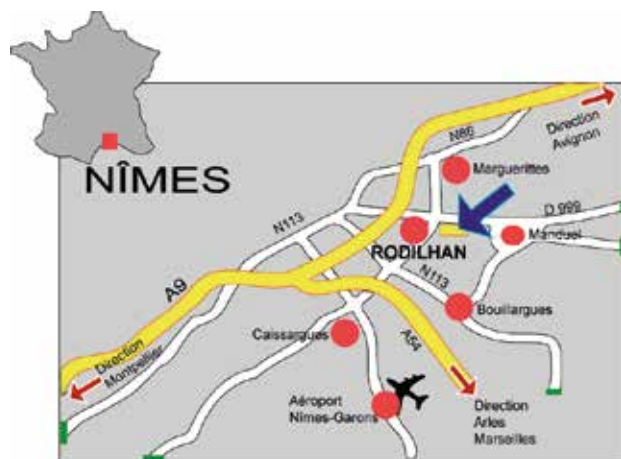 NÎMES
Direction
Avignon
N86
Marguerittes
D 999
N113
Manduel
RODILHAN
N113
A9
Bouillargues
Caissargues
A54
Direction
Montpellier
Aéroport
Nîmes-Garons
Direction
Arles
Marseilles